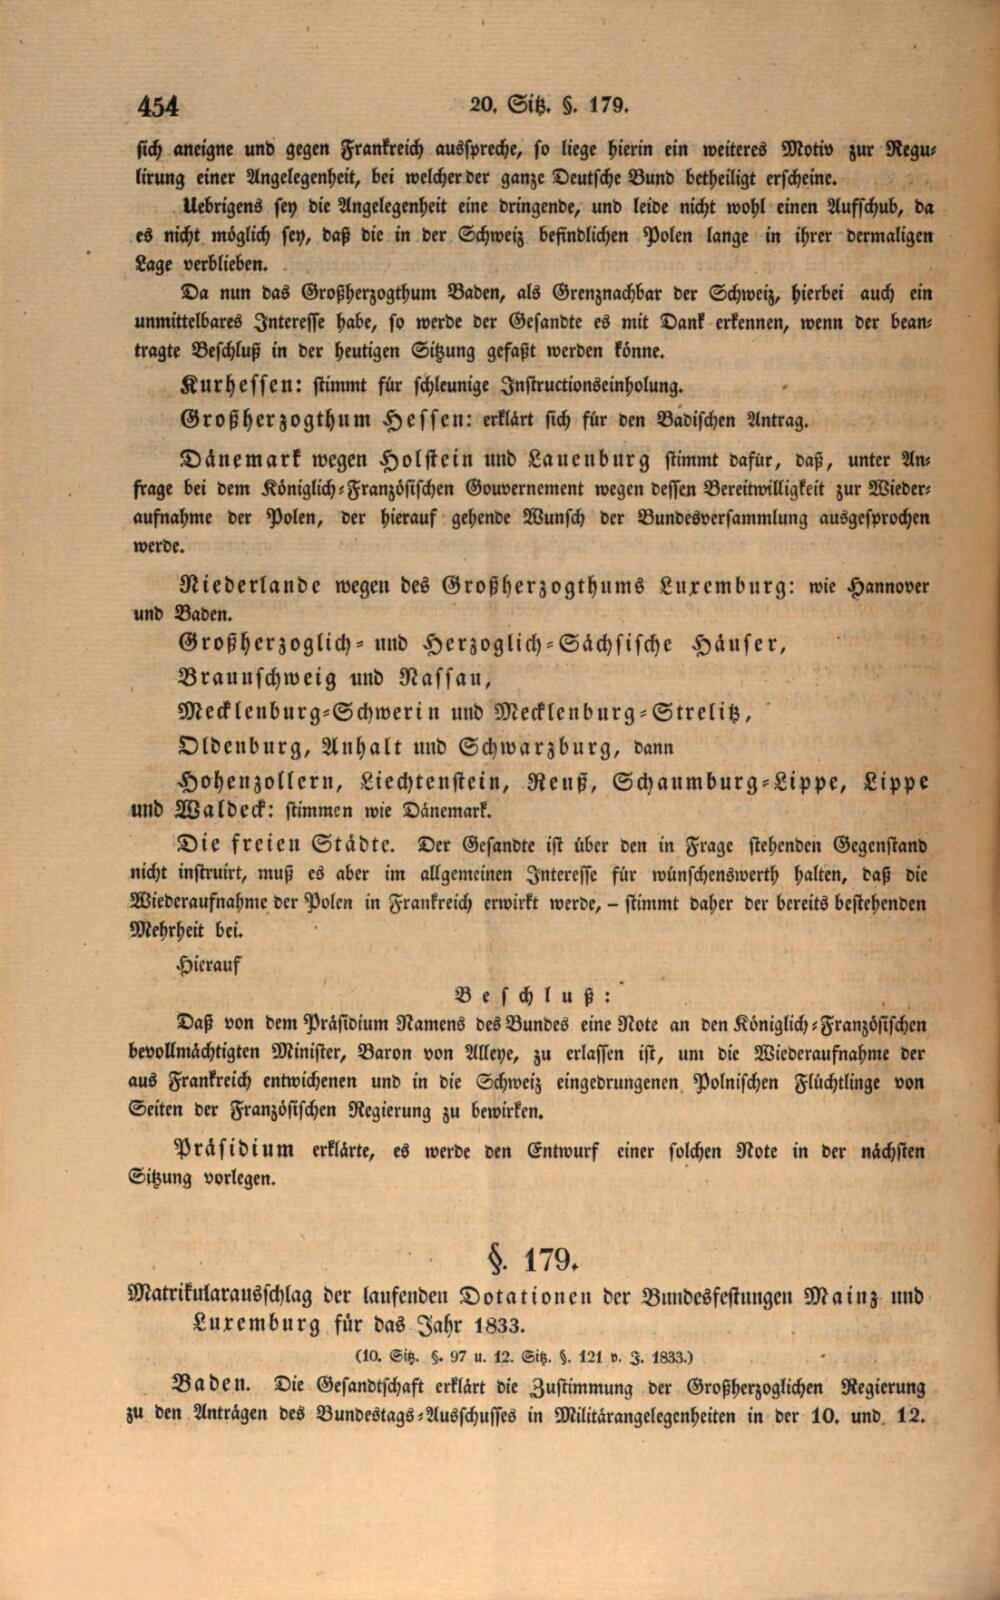 454
20. Sitz. §. 179.
sich aneigne und gegen Frankreich ausspreche, so liege hierin ein weiteres Motiv zur Regu-
lirung einer Angelegenheit, bei welcher der ganze Deutsche Bund betheiligt erscheine.
Uebrigens sey die Angelegenheit eine dringende, und leide nicht wohl einen Aufschub, da
es nicht möglich sey, daß die in der Schweiz befindlichen Polen lange in ihrer dermaligen
Lage verblieben.
Da nun das Großherzogthum Baden, als Grenznachbar der Schweiz, hierbei auch ein
unmittelbares Interesse habe, so werde der Gesandte es mit Dank erkennen, wenn der bean-
tragte Beschluß in der heutigen Sitzung gefaßt werden könne.
Kurhessen: stimmt für schleunige Instructionseinholung.
Großherzogthum Hessen: erklärt sich für den Badischen Antrag.
Dänemark wegen Holstein und Lauenburg stimmt dafür, daß, unter An-
frage bei dem Königlich-Französischen Gouvernement wegen dessen Bereitwilligkeit zur Wieder-
aufnahme der Polen, der hierauf gehende Wunsch der Bundesversammlung ausgesprochen
werde.
Niederlande wegen des Großherzogthums Luxemburg: wie Hannover
und Baden.
Großherzoglich- und Herzoglich-Sächsische Häuser,
Braunschweig und Nassau,
Mecklenburg-Schwerin und Mecklenburg-Strelitz,
Oldenburg, Anhalt und Schwarzburg, dann
Hohenzollern, Liechtenstein, Reuß, Schaumburg-Lippe, Lippe
und Waldeck: stimmen wie Dänemark.
Die freien Städte. Der Gesandte ist über den in Frage stehenden Gegenstand
nicht instruirt, muß es aber im allgemeinen Interesse für wünschenswerth halten, daß die
Wiederaufnahme der Polen in Frankreich erwirkt werde, – stimmt daher der bereits bestehenden
Mehrheit bei.
Hierauf
Beschluß:
Daß von dem Präsidium Namens des Bundes eine Note an den Königlich-Französischen
bevollmächtigten Minister, Baron von Alleye, zu erlassen ist, um die Wiederaufnahme der
aus Frankreich entwichenen und in die Schweiz eingedrungenen Polnischen Flüchtlinge von
Seiten der Französischen Regierung zu bewirken.
Präsidium erklärte, es werde den Entwurf einer solchen Note in der nächsten
Sitzung vorlegen.
§. 179.
Matrikularausschlag der laufenden Dotationen der Bundesfestungen Mainz und
Luxemburg für das Jahr 1833.
(10. Sitz. §. 97 u. 12. Sitz. §. 121 v. J. 1833.)
Baden. Die Gesandtschaft erklärt die Zustimmung der Großherzoglichen Regierung
zu den Anträgen des Bundestags-Ausschusses in Militärangelegenheiten in der 10. und 12.